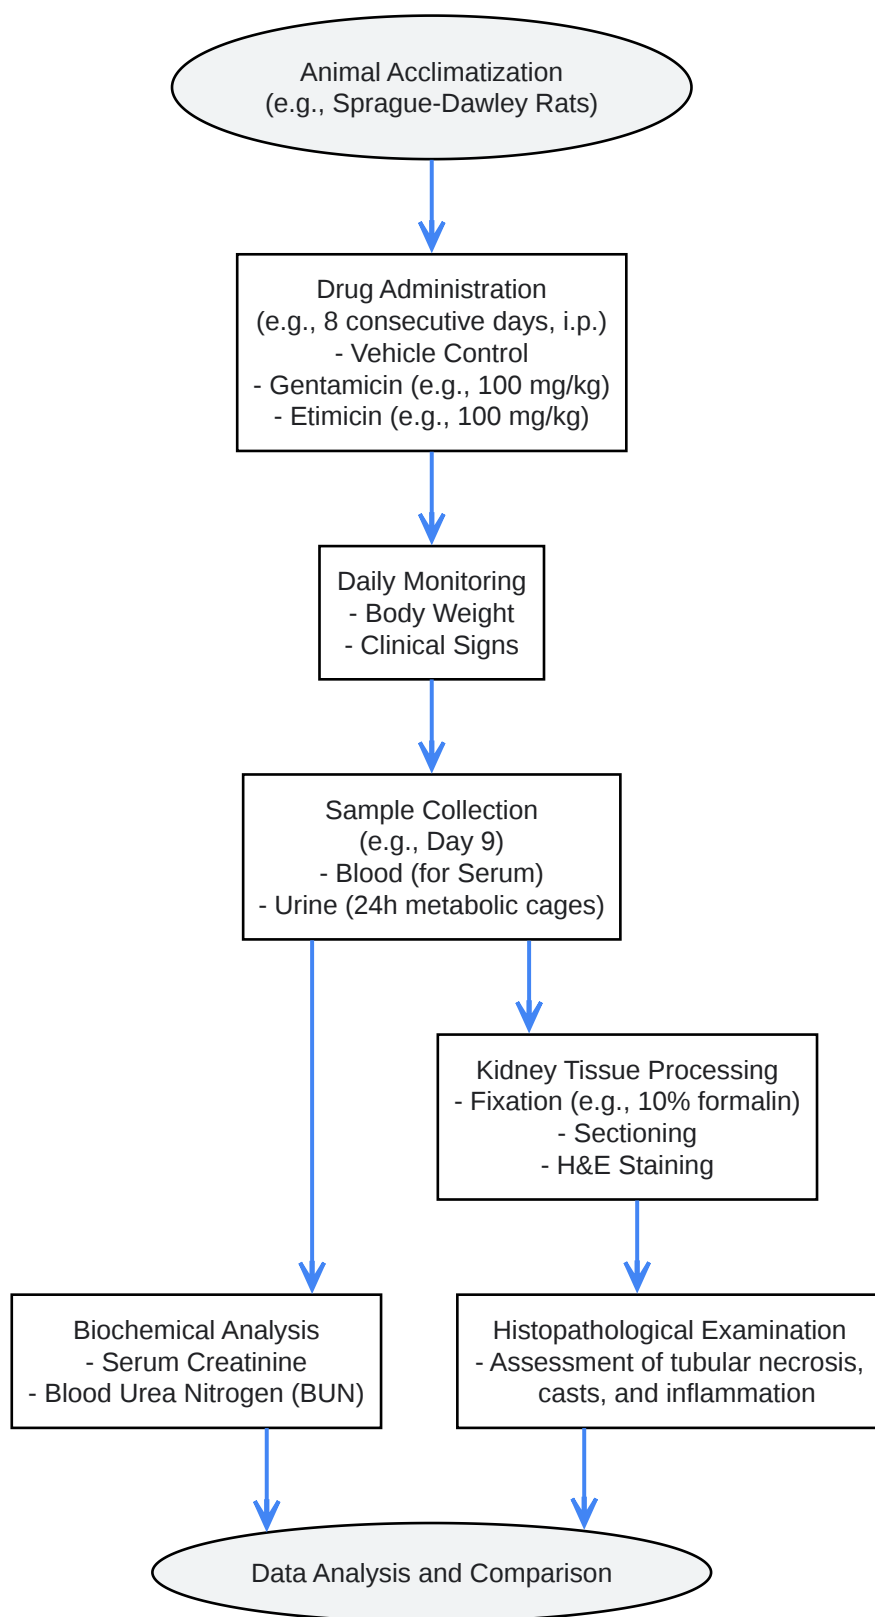 Animal Acclimatization
(e.g., Sprague-Dawley Rats)
Drug Administration
(e.g., 8 consecutive days, i.p.)
- Vehicle Control
- Gentamicin (e.g., 100 mg/kg)
- Etimicin (e.g., 100 mg/kg)
Daily Monitoring
- Body Weight
- Clinical Signs
Sample Collection
(e.g., Day 9)
- Blood (for Serum)
- Urine (24h metabolic cages)
Kidney Tissue Processing
- Fixation (e.g., 10% formalin)
- Sectioning
- H&E Staining
Biochemical Analysis
- Serum Creatinine
- Blood Urea Nitrogen (BUN)
Histopathological Examination
- Assessment of tubular necrosis,
casts, and inflammation
Data Analysis and Comparison